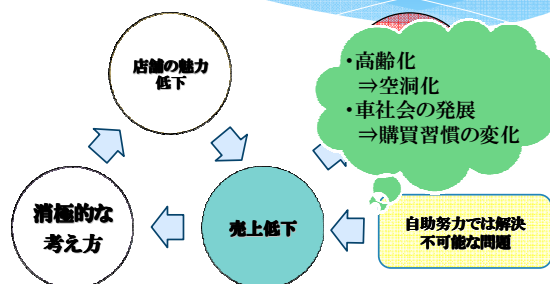 店舗の魅力
低下
・高齢化
⇒空洞化
・車社会の発展
⇒購買習慣の変化
消極的な
考え方
売上低下
自助努力では解決
不可能な問題